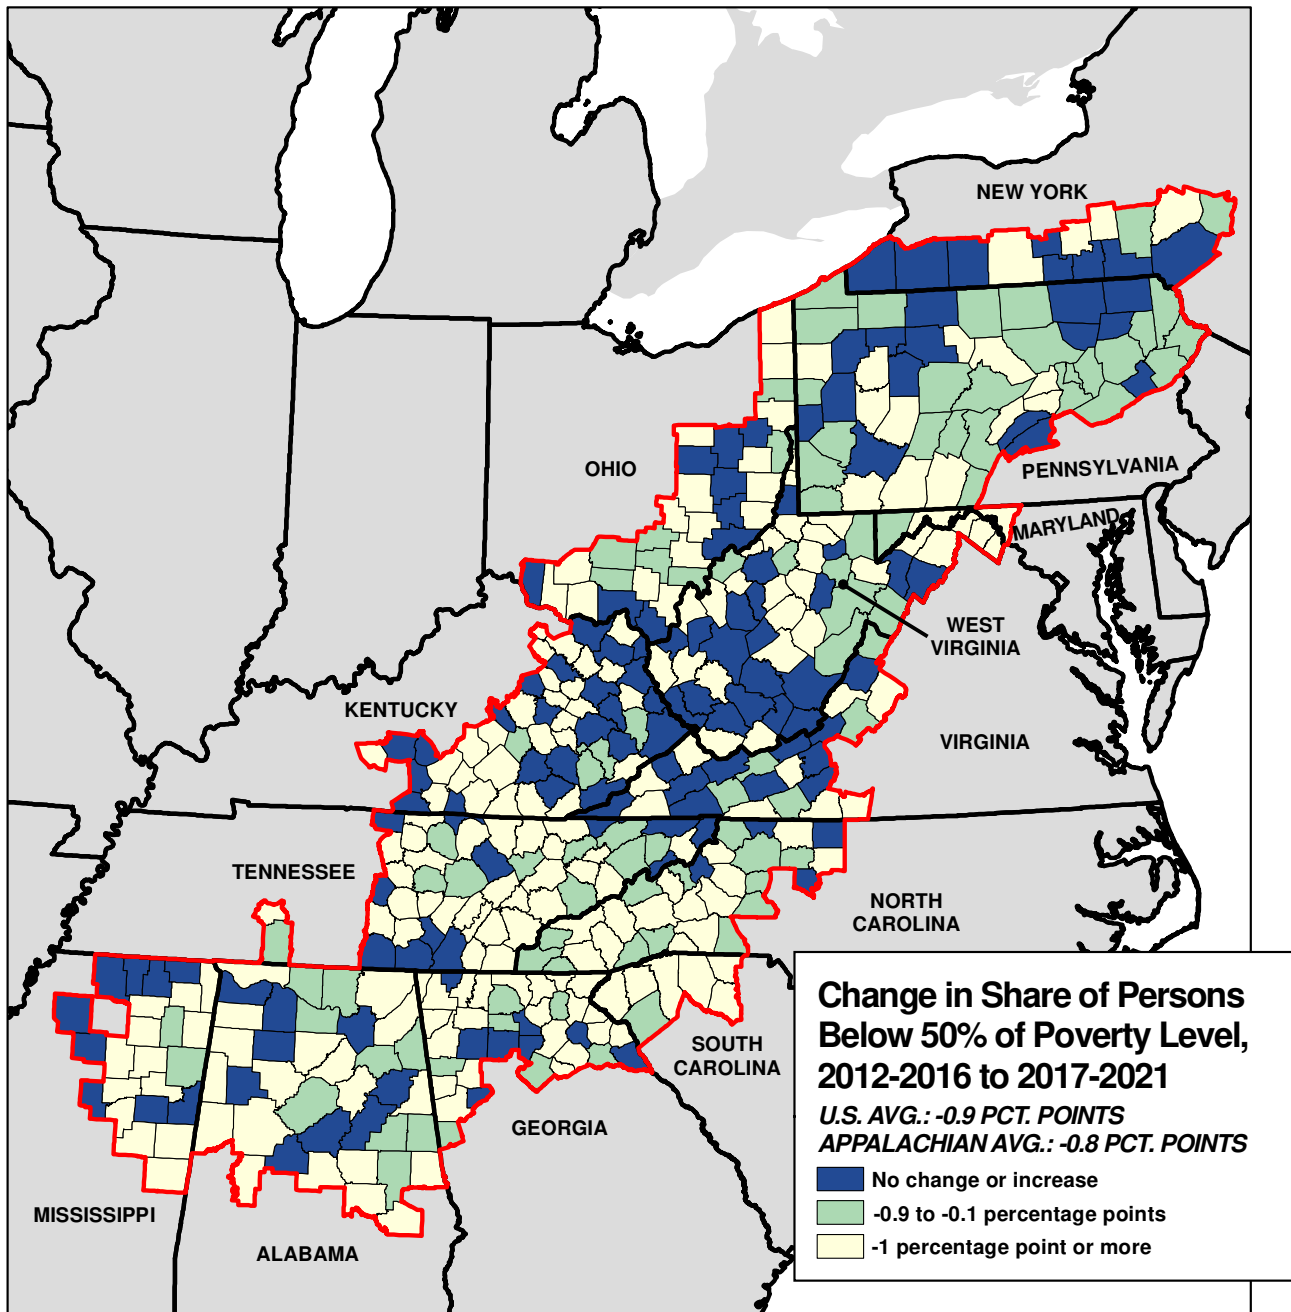 NEW YORK
OHIO
PENNSYLVANIA
MARYLAND
WEST
VIRGINIA
KENTUCKY
VIRGINIA
TENNESSEE
NORTH
CAROLINA
SOUTH
CAROLINA
GEORGIA
MISSISSIPPI
ALABAMA
Change in Share of Persons
Below 50% of Poverty Level,
2012-2016 to 2017-2021
U.S. AVG.: -0.9 PCT. POINTS
APPALACHIAN AVG.: -0.8 PCT. POINTS
No change or increase
-0.9 to -0.1 percentage points
-1 percentage point or more